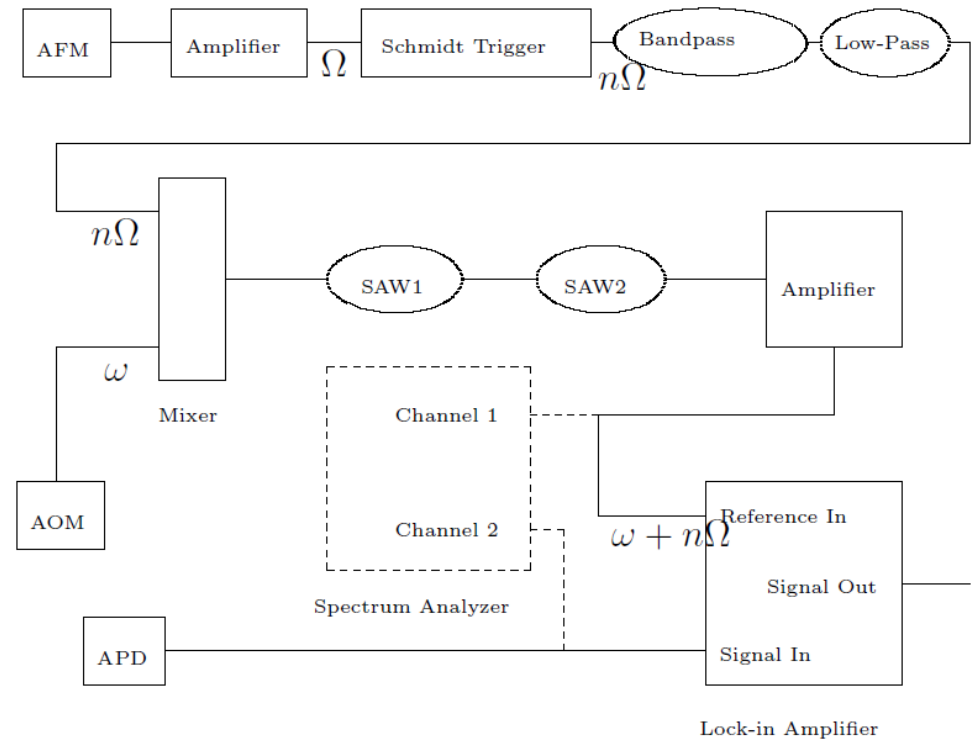 AFM
Amplifier
Ω
Schmidt Trigger
nΩ
Bandpass
Low-Pass
nΩ
ω
Mixer
SAW1
SAW2
Amplifier
AOM
Channel 1
Channel 2
Spectrum Analyzer
APD
Reference In
ω + nΩ
Signal Out
Signal In
Lock-in Amplifier